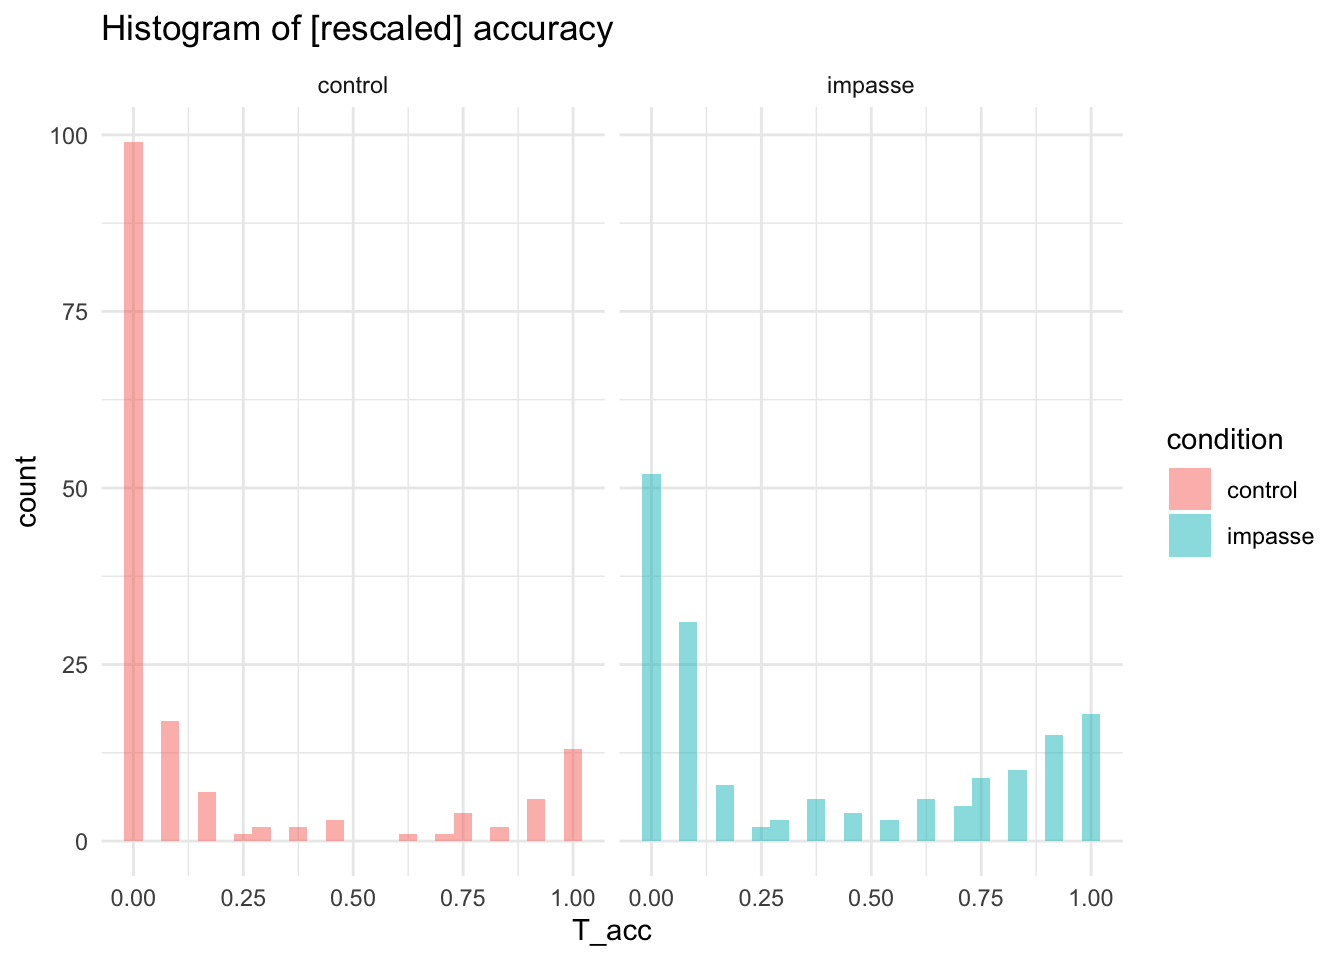 Histogram of [rescaled] accuracy
control
impasse
100
75
50
25
0
count
0.00 0.25 0.50 0.75 1.00
0.00 0.25 0.50 0.75 1.00
T_acc
condition
control
impasse